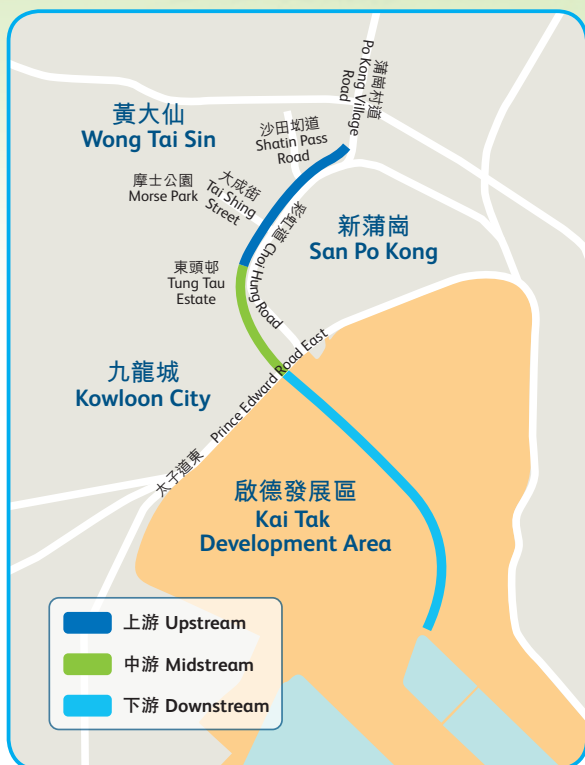 蒲崗村道
Po Kong Village
Road
黃大仙
Wong Tai Sin
沙田坳道
Shatin Pass
Road
大成街
Tai Shing
Street
摩士公園
Morse Park
彩虹道 Choi Hung Road
新蒲崗
San Po Kong
東頭邨
Tung Tau
Estate
九龍城
Kowloon City
太子道東 Prince Edward Road East
啟德發展區
Kai Tak
Development Area
上游 Upstream
中游 Midstream
下游 Downstream